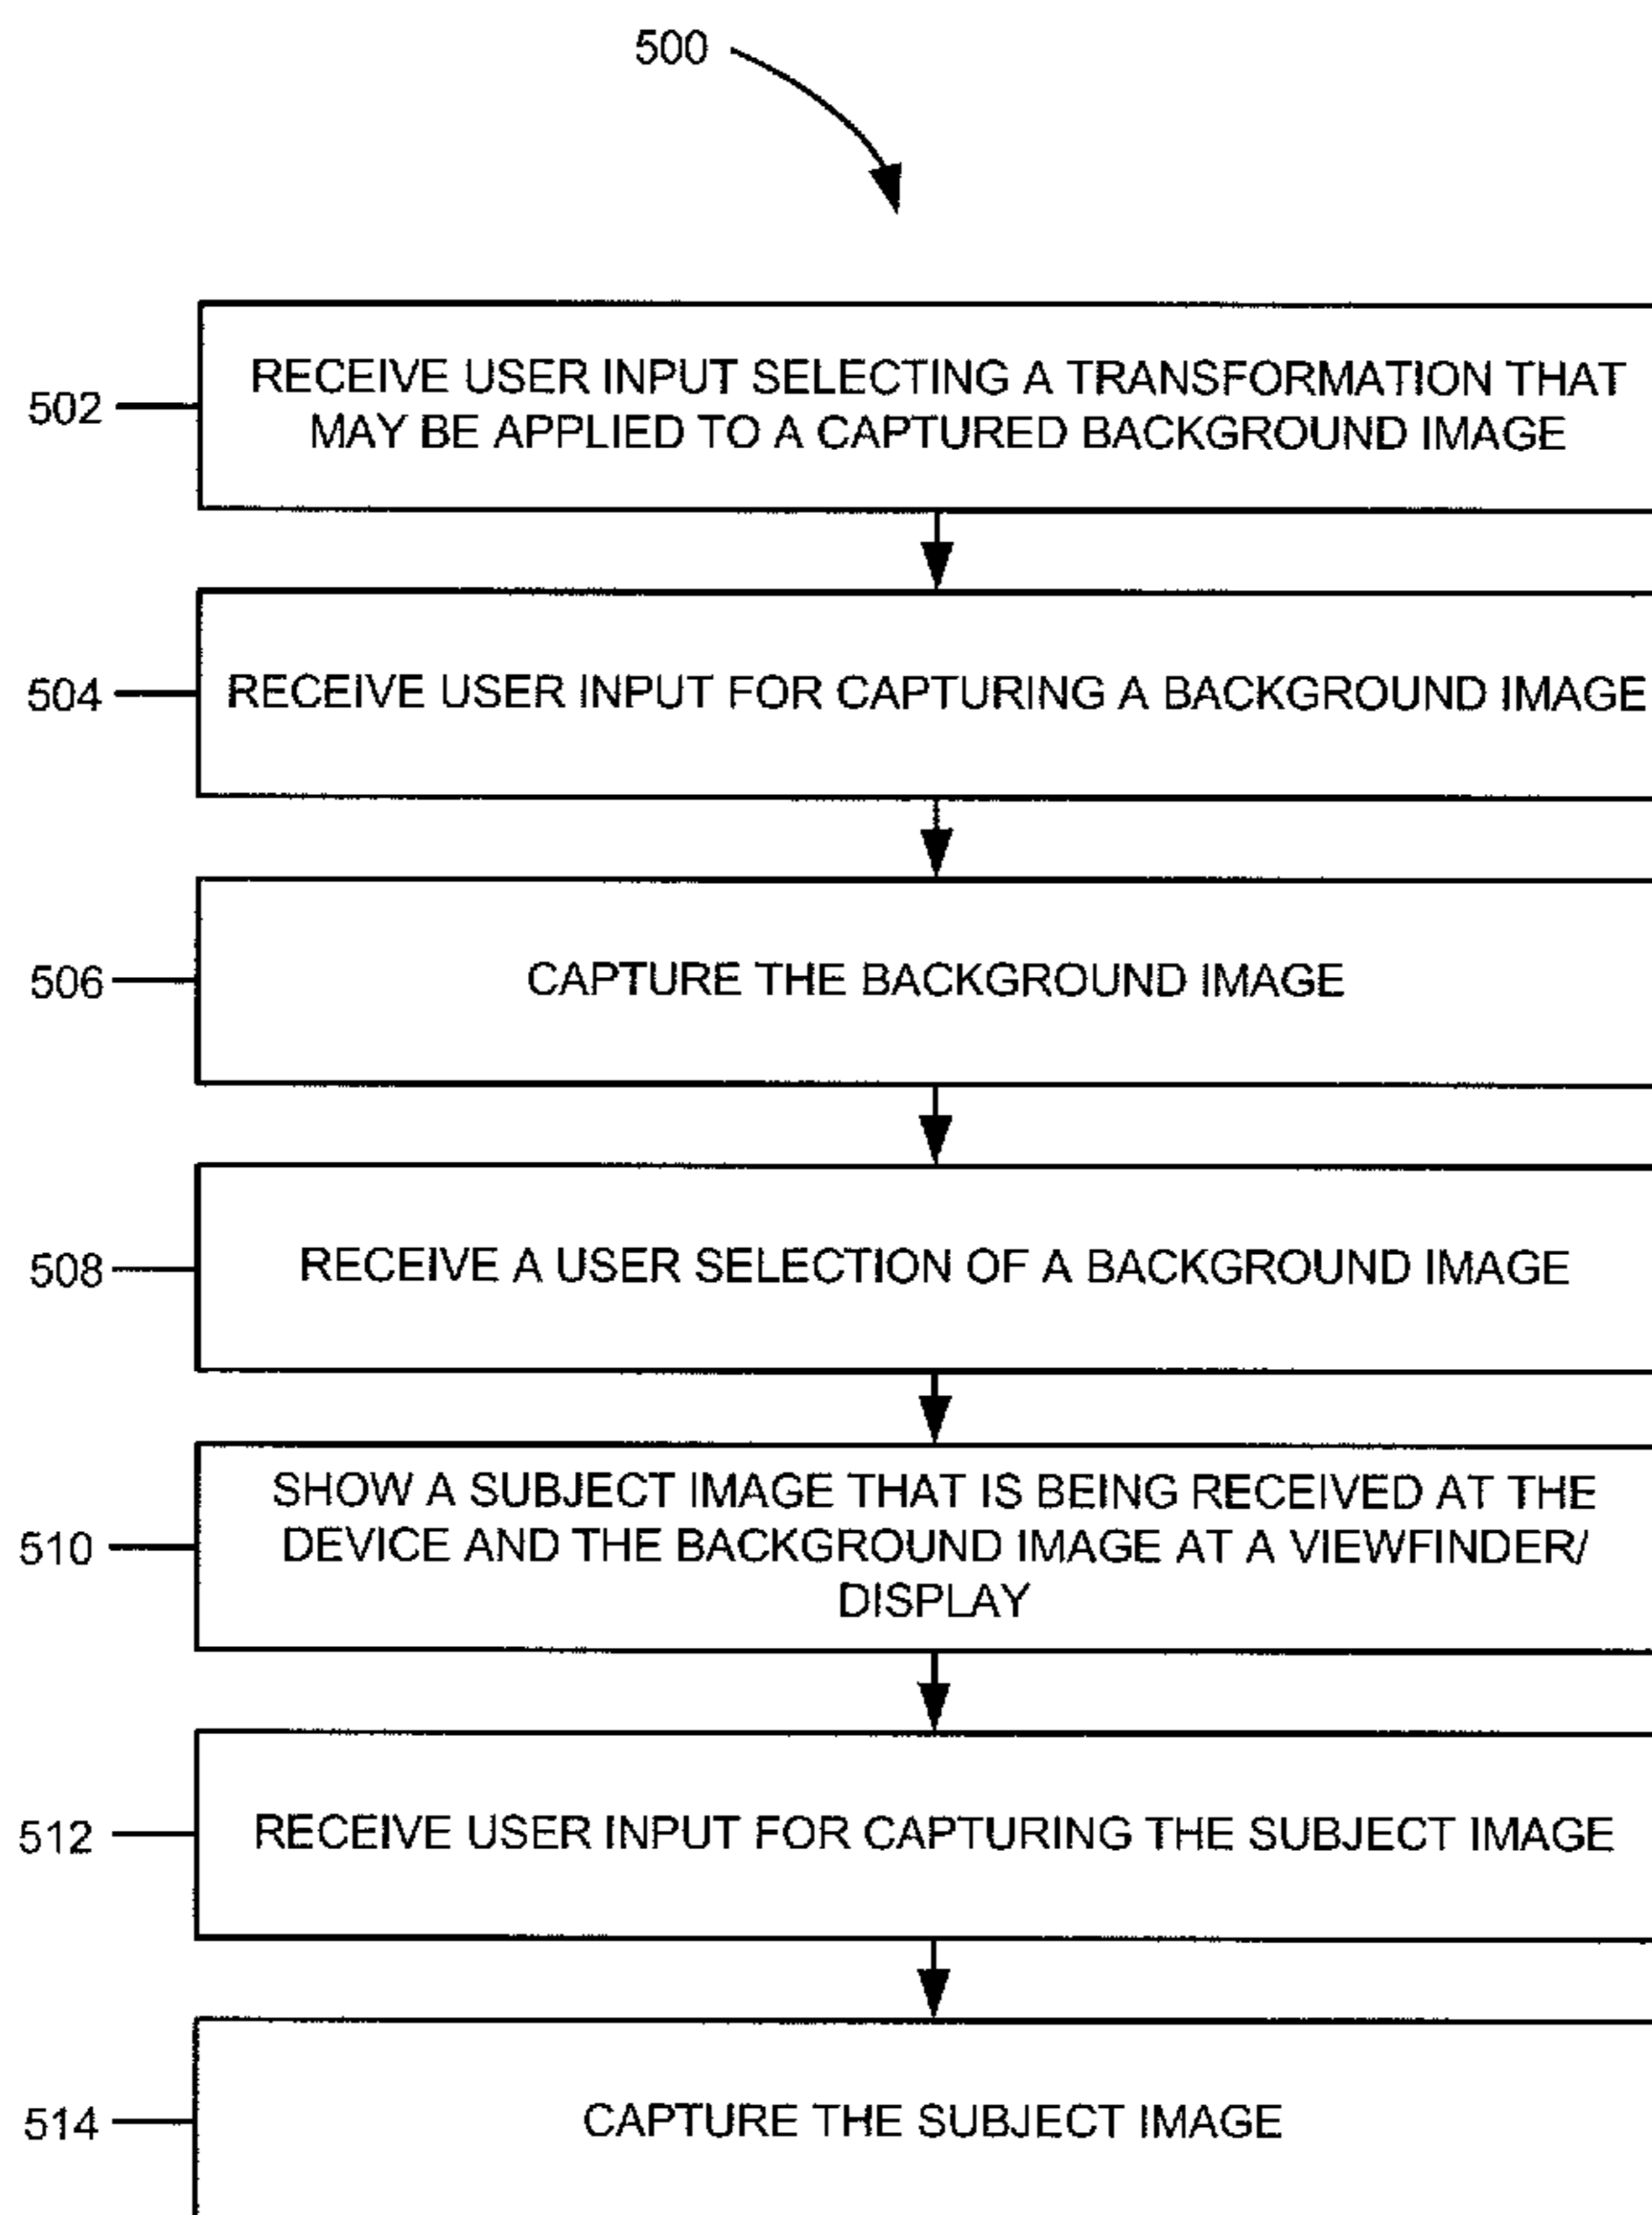 500
502
RECEIVE USER INPUT SELECTING A TRANSFORMATION THAT
MAY BE APPLIED TO A CAPTURED BACKGROUND IMAGE
504
RECEIVE USER INPUT FOR CAPTURING A BACKGROUND IMAGE
506
CAPTURE THE BACKGROUND IMAGE
508
RECEIVE A USER SELECTION OF A BACKGROUND IMAGE
510
SHOW A SUBJECT IMAGE THAT IS BEING RECEIVED AT THE
DEVICE AND THE BACKGROUND IMAGE AT A VIEWFINDER/
DISPLAY
512
RECEIVE USER INPUT FOR CAPTURING THE SUBJECT IMAGE
514
CAPTURE THE SUBJECT IMAGE